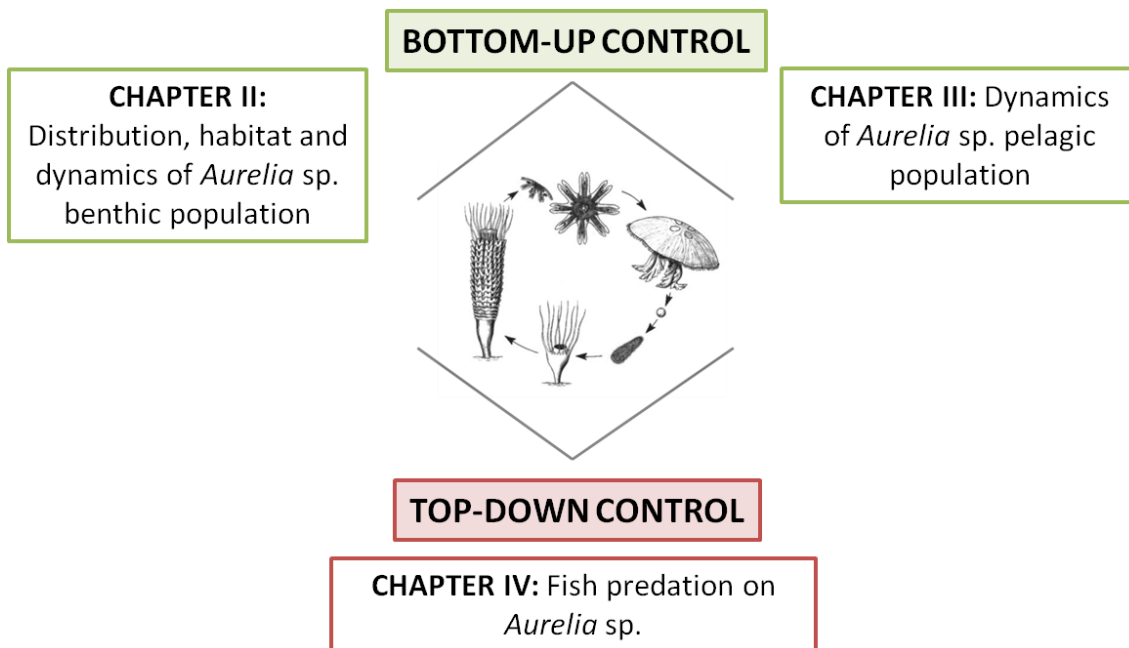 BOTTOM-UP CONTROL
CHAPTER II:
Distribution, habitat and
dynamics of Aurelia sp.
benthic population
CHAPTER III: Dynamics
of Aurelia sp. pelagic
population
TOP-DOWN CONTROL
CHAPTER IV: Fish predation on
Aurelia sp.